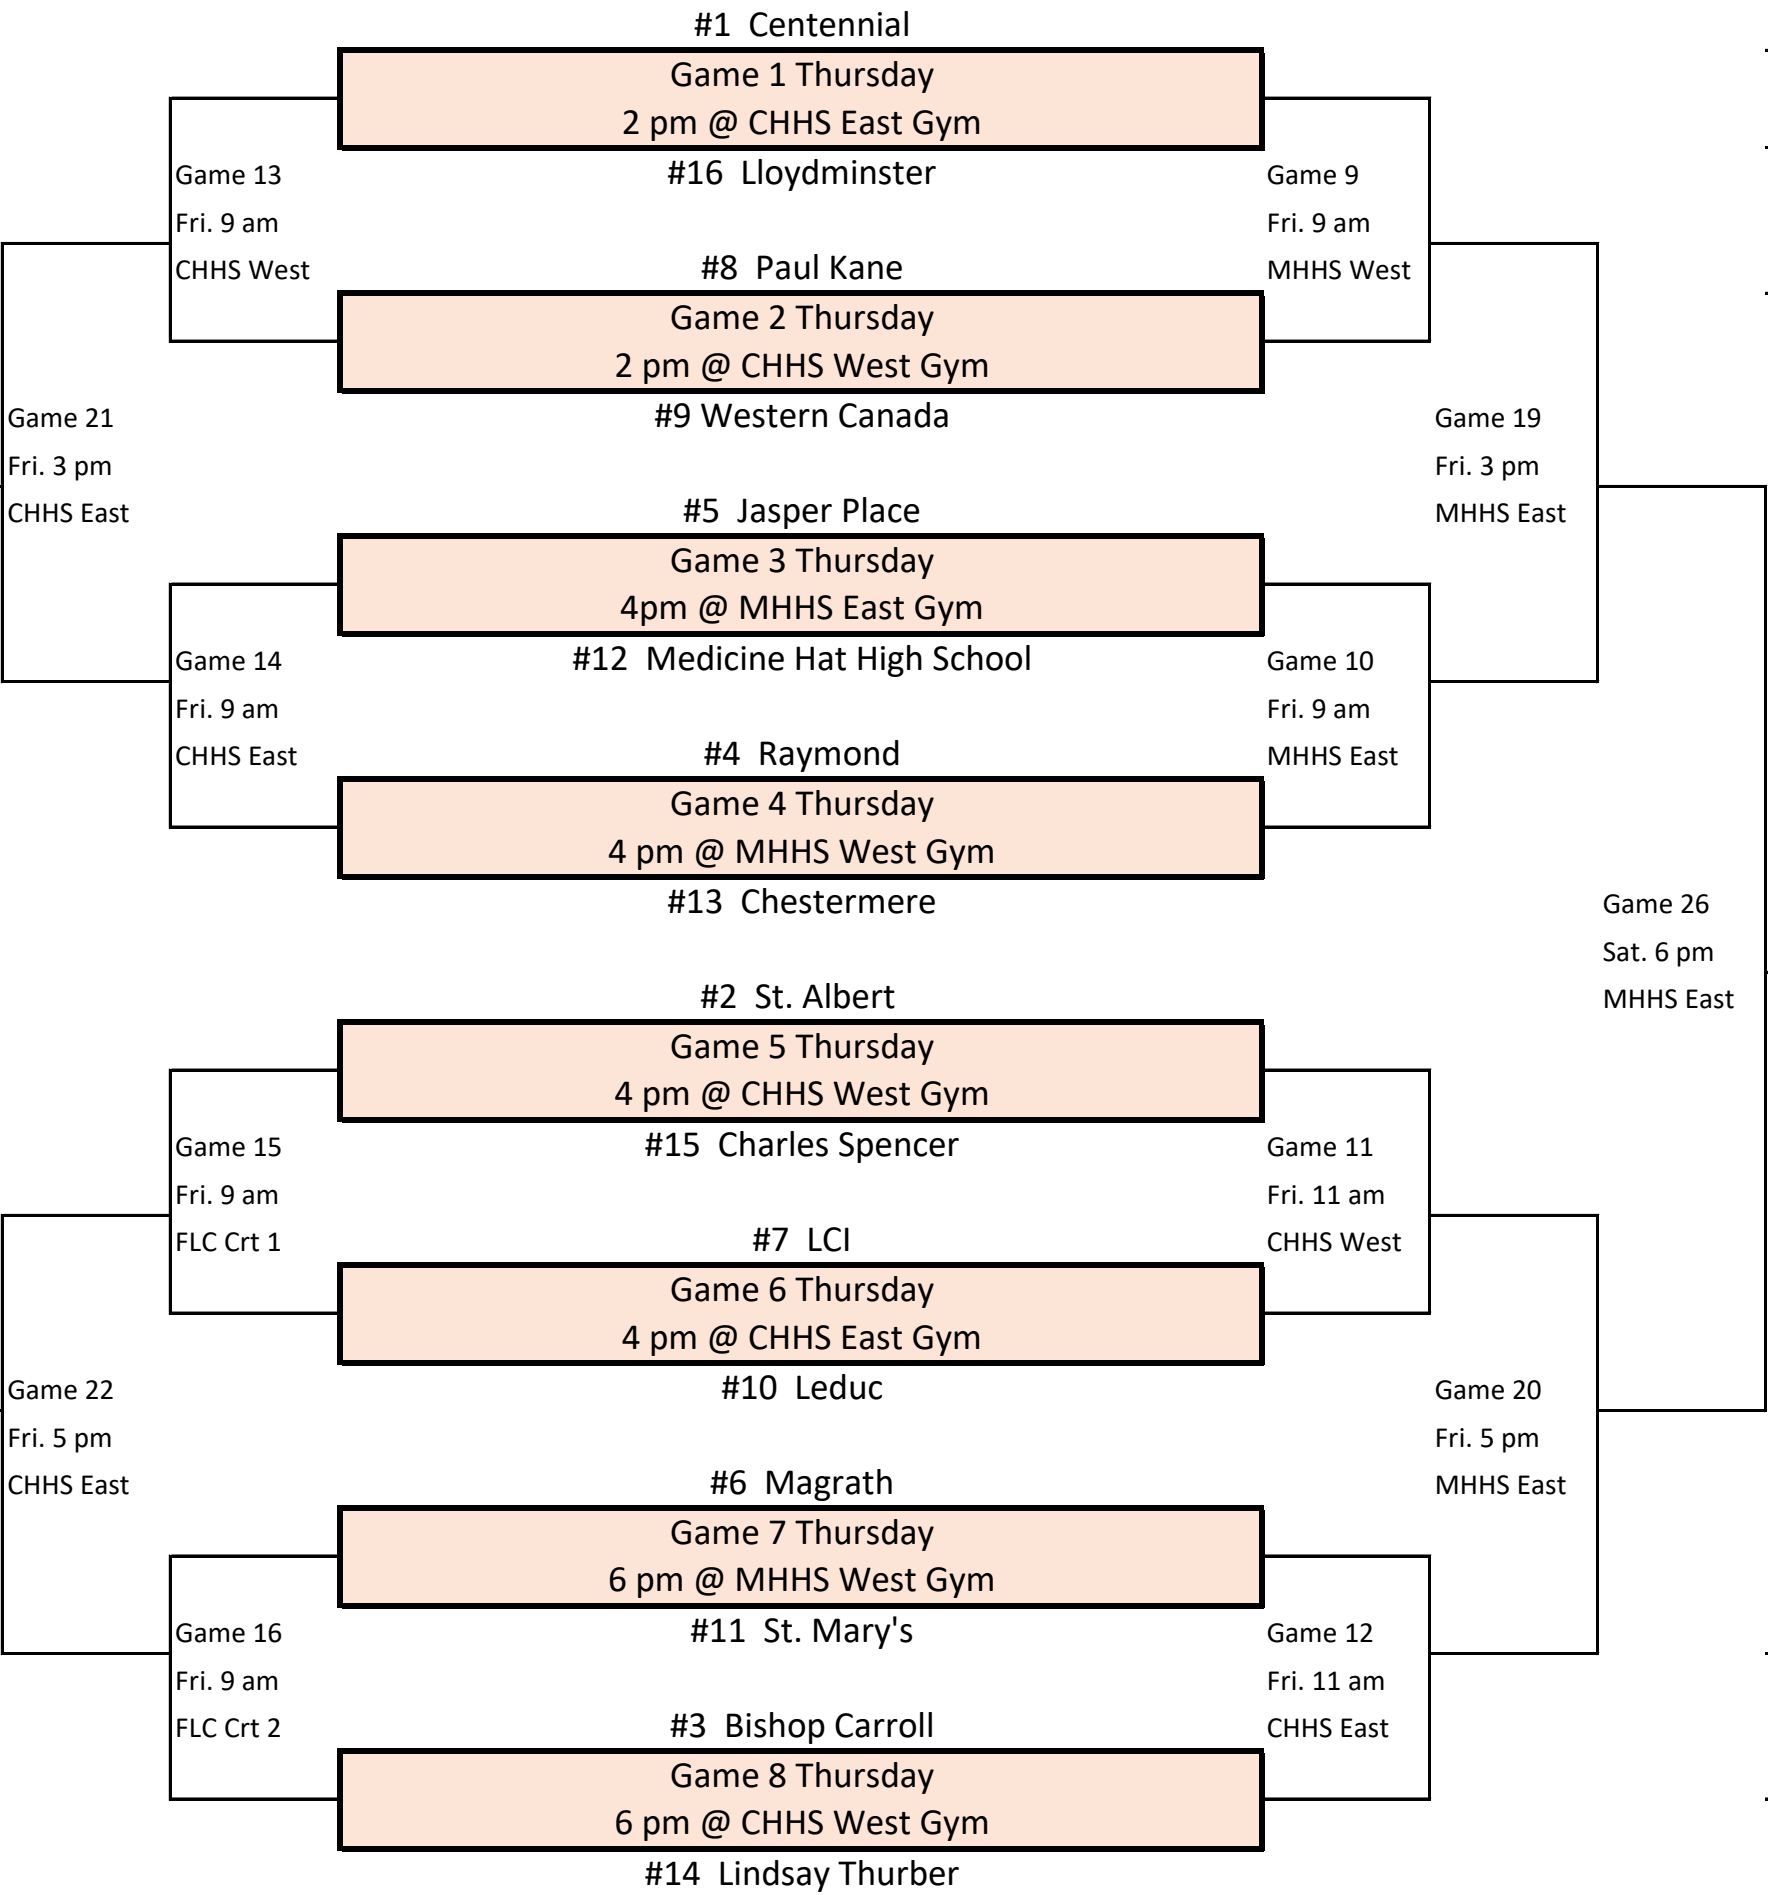 #1  Centennial
Game 1 Thursday
2 pm @ CHHS East Gym
#16  Lloydminster
Game 13
Fri. 9 am
CHHS West
Game 9
Fri. 9 am
MHHS West
#8  Paul Kane
Game 2 Thursday
2 pm @ CHHS West Gym
#9 Western Canada
Game 21
Fri. 3 pm
CHHS East
Game 19
Fri. 3 pm
MHHS East
#5  Jasper Place
Game 3 Thursday
4pm @ MHHS East Gym
#12  Medicine Hat High School
Game 14
Fri. 9 am
CHHS East
Game 10
Fri. 9 am
MHHS East
#4  Raymond
Game 4 Thursday
4 pm @ MHHS West Gym
#13  Chestermere
Game 26
Sat. 6 pm
MHHS East
#2  St. Albert
Game 5 Thursday
4 pm @ CHHS West Gym
#15  Charles Spencer
Game 15
Fri. 9 am
FLC Crt 1
Game 11
Fri. 11 am
CHHS West
#7  LCI
Game 6 Thursday
4 pm @ CHHS East Gym
#10  Leduc
Game 22
Fri. 5 pm
CHHS East
Game 20
Fri. 5 pm
MHHS East
#6  Magrath
Game 7 Thursday
6 pm @ MHHS West Gym
#11  St. Mary's
Game 16
Fri. 9 am
FLC Crt 2
Game 12
Fri. 11 am
CHHS East
#3  Bishop Carroll
Game 8 Thursday
6 pm @ CHHS West Gym
#14  Lindsay Thurber